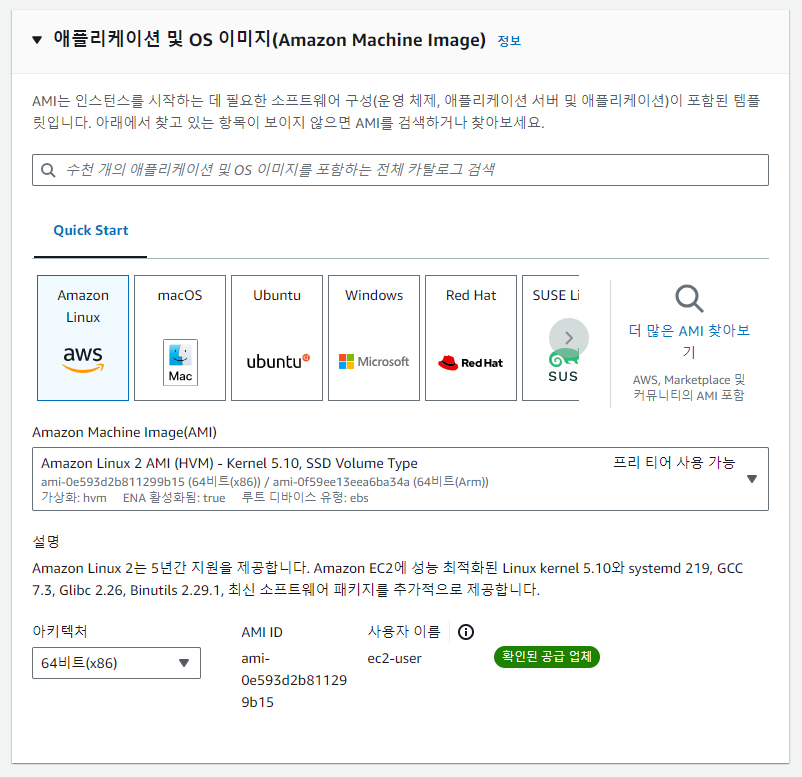 애플리케이션 및 OS 이미지(Amazon Machine Image) 정보
AMI는 인스턴스를 시작하는 데 필요한 소프트웨어 구성(운영 체제, 애플리케이션 서버 및 애플리케이션)이 포함된 템플
릿입니다. 아래에서 찾고 있는 항목이 보이지 않으면 AMI를 검색하거나 찾아보세요.
수천 개의 애플리케이션 및 OS 이미지를 포함하는 전체 카탈로그 검색
Quick Start
Amazon
Linux
aws
macOS
Mac
Ubuntu
ubuntu
Windows
Microsoft
Red Hat
Red Hat
SUSE Li
SUS
더 많은 AMI 찾아보
기
AWS, Marketplace 및
커뮤니티의 AMI 포함
Amazon Machine Image(AMI)
Amazon Linux 2 AMI (HVM) - Kernel 5.10, SSD Volume Type 프리 티어 사용 가능
ami-0e593d2b811299b15 (64비트(x86)) / ami-0f59ee13eea6ba34a (64비트(Arm))
가상화: hvm ENA 활성화됨: true 루트 디바이스 유형: ebs
설명
Amazon Linux 2는 5년간 지원을 제공합니다. Amazon EC2에 성능 최적화된 Linux kernel 5.10와 systemd 219, GCC
7.3, Glibc 2.26, Binutils 2.29.1, 최신 소프트웨어 패키지를 추가적으로 제공합니다.
아키텍처
64비트(x86)
AMI ID
ami-
0e593d2b81129
9b15
사용자 이름
ec2-user
확인된 공급 업체